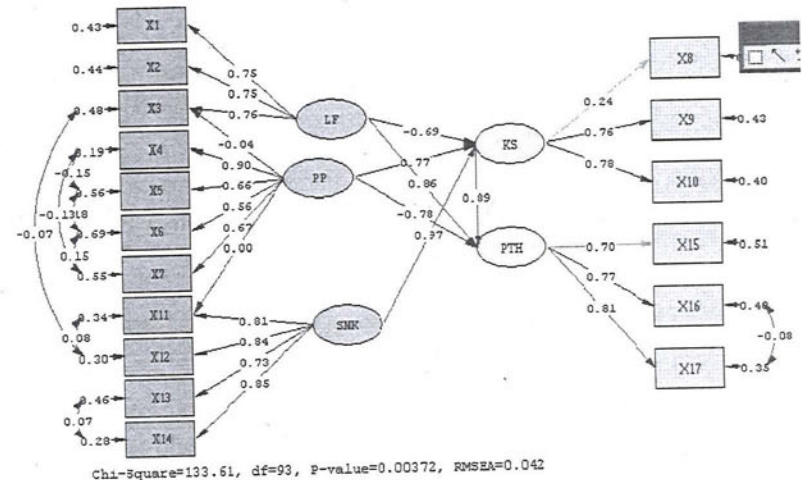 0.43 X1
0.44 X2
0.48 X3
0.19 X4
0.56 X5
0.69 X6
0.55 X7
0.34 X11
0.30 X12
0.46 X13
0.28 X14
-0.15
-0.07
0.15
0.08
0.07
0.75
0.75
0.76
-0.04
0.90
0.66
0.56
0.67
0.00
0.81
0.84
0.73
0.85
LF
PP
SNK
-0.69
0.77
0.86
-0.78
0.97
0.89
KS
PTH
0.24
0.76
0.78
0.70
0.77
0.81
X8
X9 0.43
X10 0.40
X15 0.51
X16 0.40
X17 0.35
-0.08
Chi-Square=133.61, df=93, P-value=0.00372, RMSEA=0.042